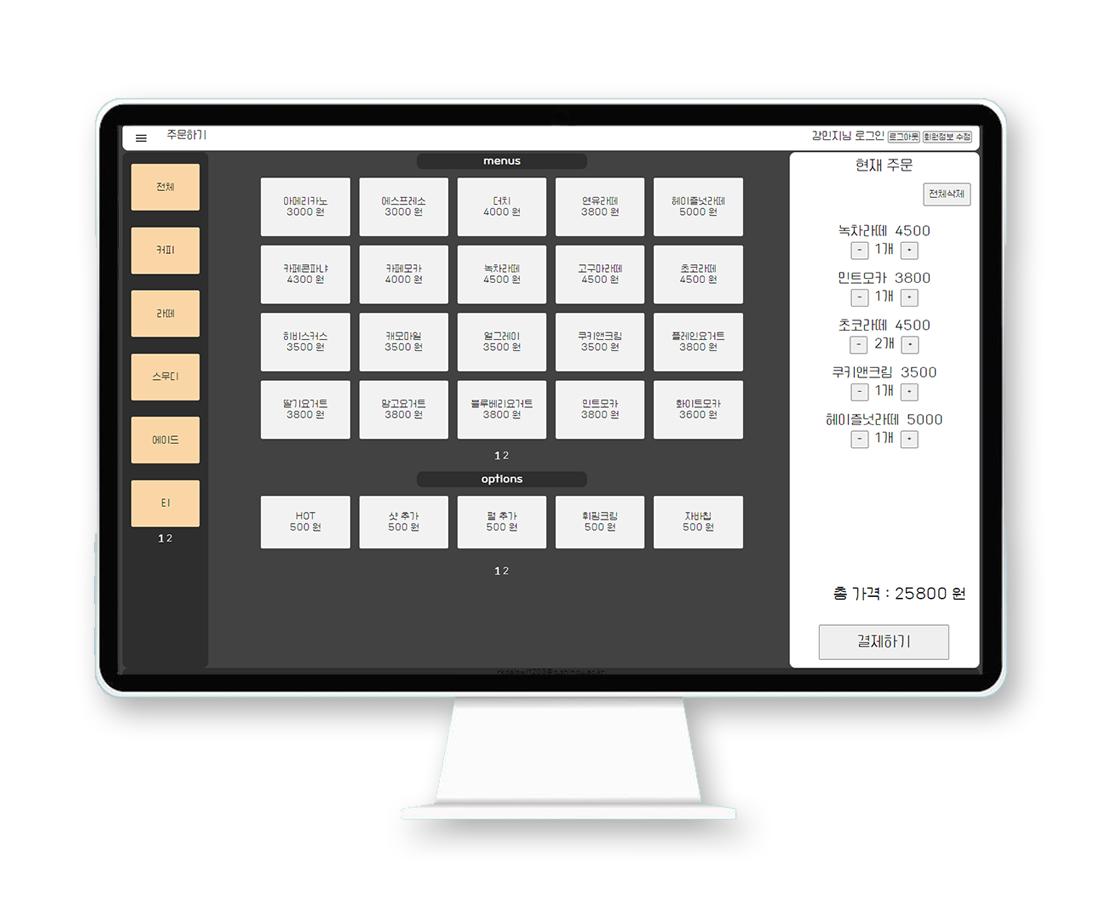 주문하기
강민지님 로그인 로그아웃 회원정보 수정
전체
커피
라떼
스무디
에이드
티
1 2
menus
아메리카노
3000 원
에스프레소
3000 원
더치
4000 원
연유라떼
3800 원
헤이즐넛라떼
5000 원
카페콘파냐
4300 원
카페모카
4000 원
녹차라떼
4500 원
고구마라떼
4500 원
초코라떼
4500 원
히비스커스
3500 원
캐모마일
3500 원
얼그레이
3500 원
쿠키앤크림
3500 원
플레인요거트
3800 원
딸기요거트
3800 원
망고요거트
3800 원
블루베리요거트
3800 원
민트모카
3800 원
화이트모카
3600 원
1 2
options
HOT
500 원
샷 추가
500 원
펄 추가
500 원
휘핑크림
500 원
자바칩
500 원
1 2
현재 주문
전체삭제
녹차라떼 4500
- 1개 +
민트모카 3800
- 1개 +
초코라떼 4500
- 2개 +
쿠키앤크림 3500
- 1개 +
헤이즐넛라떼 5000
- 1개 +
총 가격 : 25800 원
결제하기